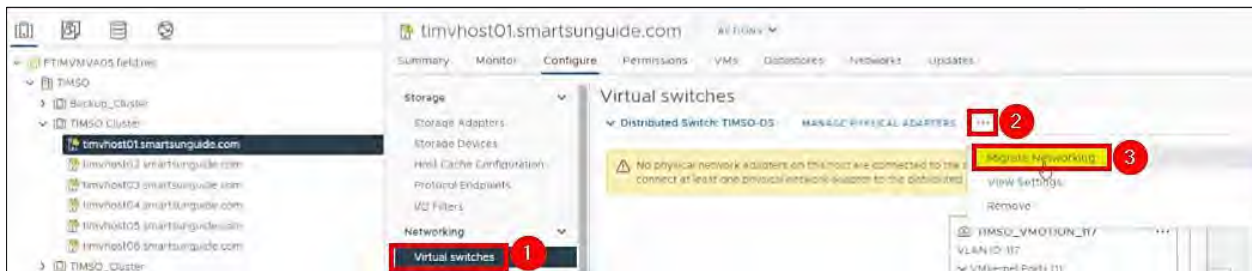 timvhost01.smartsunguide.com ACTIONS
FTIMVMVA05.field.net
Summary Monitor Configure Permissions VMs Datastores Networks Updates
TIMSO
Storage
Virtual switches
Backup_Cluster
Storage Adapters
Distributed Switch: TIMSO-DS MANAGE PHYSICAL ADAPTERS ... 2
TIMSO Cluster
Storage Devices
timvhost01.smartsunguide.com
Host Cache Configuration
No physical network adapters on this host are connected to the
Migrate Networking 3
timvhost02.smartsunguide.com
Protocol Endpoints
connect at least one physical network adapter to the distributed
timvhost03.smartsunguide.com
I/O Filters
View Settings
timvhost04.smartsunguide.com
Remove
timvhost05.smartsunguide.com
Networking
TIMSO_VMOTION_117 ...
timvhost06.smartsunguide.com
Virtual switches 1
VLAN ID: 117
TIMSO_Cluster
VMkernel Ports (1)